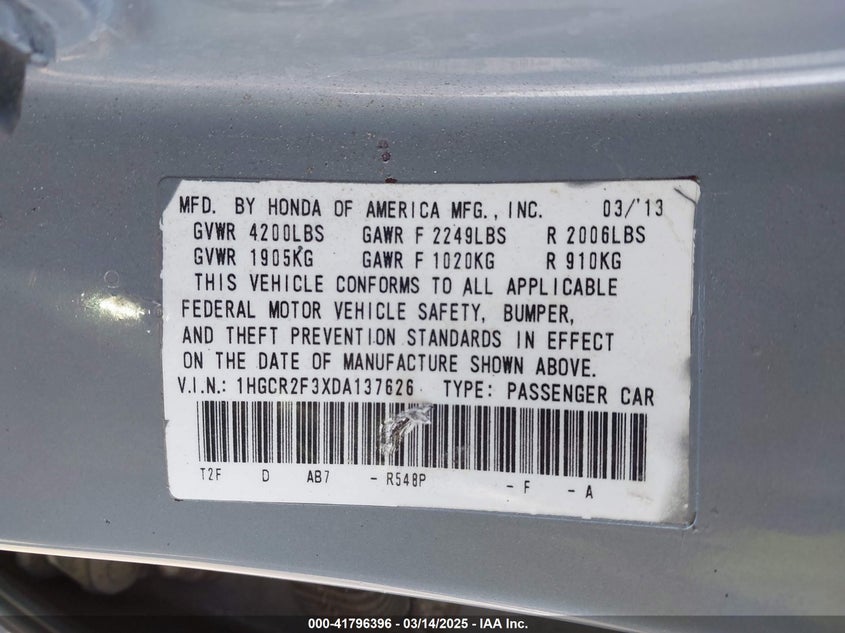 MFD. BY HONDA OF AMERICA MFG., INC. 03/'13
GVWR 4200LBS GAWR F 2249LBS R 2006LBS
GVWR 1905KG GAWR F 1020KG R 910KG
THIS VEHICLE CONFORMS TO ALL APPLICABLE
FEDERAL MOTOR VEHICLE SAFETY, BUMPER,
AND THEFT PREVENTION STANDARDS IN EFFECT
ON THE DATE OF MANUFACTURE SHOWN ABOVE.
V.I.N.: 1HGCR2F3XDA137626 TYPE: PASSENGER CAR
T2F D AB7 - R548P - F - A
000-41796396 - 03/14/2025 - IAA Inc.